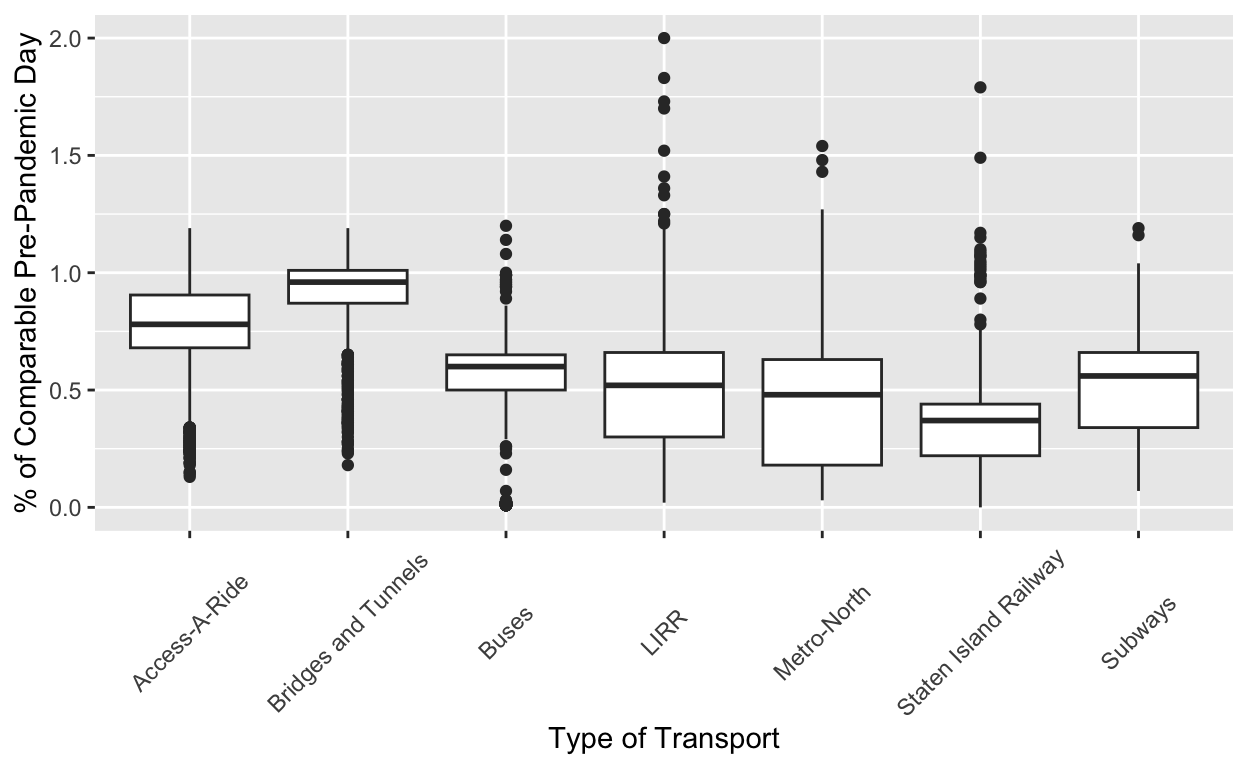 % of Comparable Pre-Pandemic Day
2.0
1.5
1.0
0.5
0.0
Access-A-Ride
Bridges and Tunnels
Buses
LIRR
Metro-North
Staten Island Railway
Subways
Type of Transport